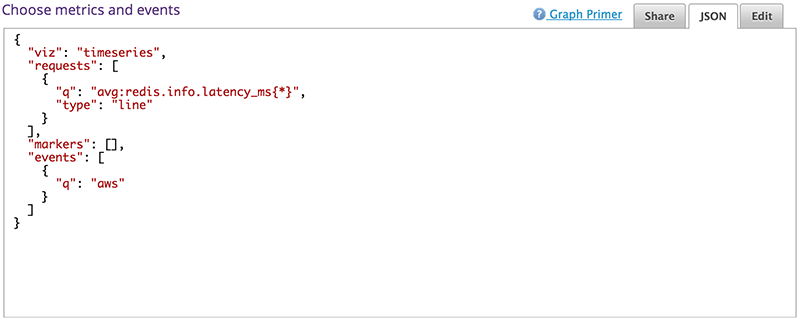 Choose metrics and events
Graph Primer
Share
JSON
Edit
{
  "viz": "timeseries",
  "requests": [
    {
      "q": "avg:redis.info.latency_ms{*}",
      "type": "line"
    }
  ],
  "markers": [],
  "events": [
    {
      "q": "aws"
    }
  ]
}